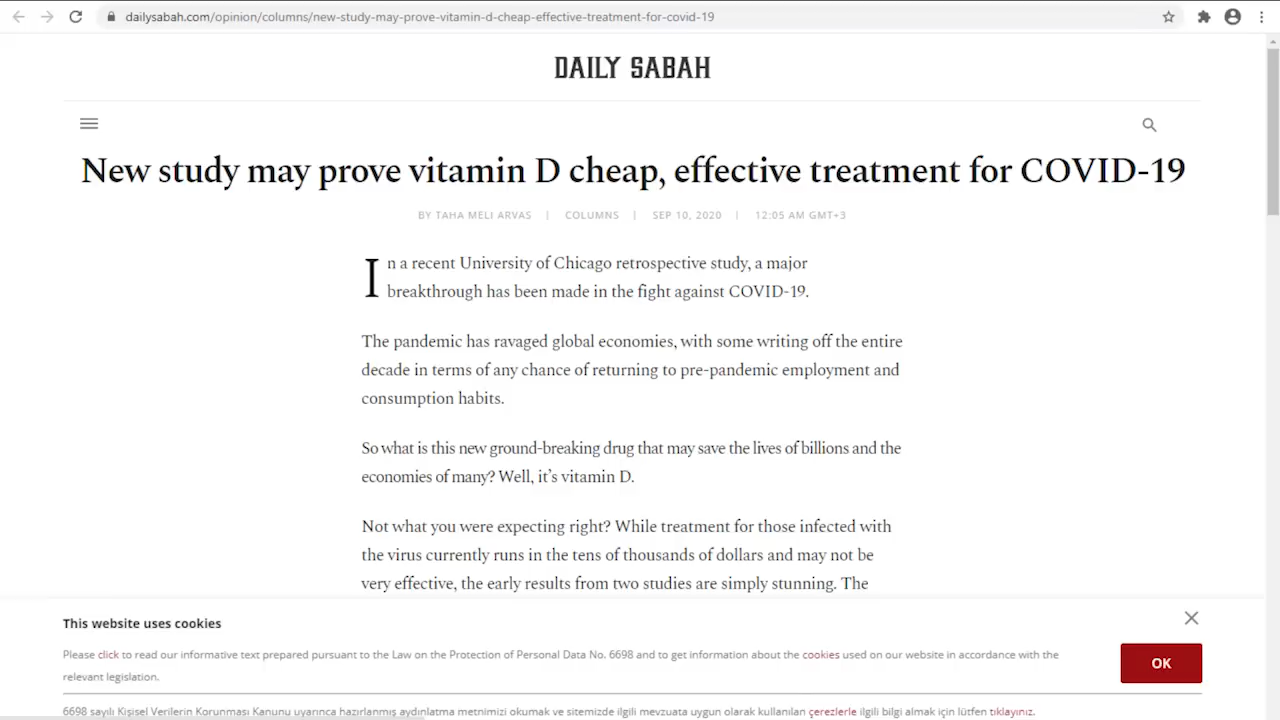 dailysabah.com/opinion/columns/new-study-may-prove-vitamin-d-cheap-effective-treatment-for-covid-19
DAILY SABAH
New study may prove vitamin D cheap, effective treatment for COVID-19
BY TAHA MELI ARVAS | COLUMNS | SEP 10, 2020 | 12:05 AM GMT+3
In a recent University of Chicago retrospective study, a major
breakthrough has been made in the fight against COVID-19.
The pandemic has ravaged global economies, with some writing off the entire
decade in terms of any chance of returning to pre-pandemic employment and
consumption habits.
So what is this new ground-breaking drug that may save the lives of billions and the
economies of many? Well, it's vitamin D.
Not what you were expecting right? While treatment for those infected with
the virus currently runs in the tens of thousands of dollars and may not be
very effective, the early results from two studies are simply stunning. The
This website uses cookies
Please click to read our informative text prepared pursuant to the Law on the Protection of Personal Data No. 6698 and to get information about the cookies used on our website in accordance with the
relevant legislation.
OK
6698 sayılı Kişisel Verilerin Korunması Kanunu uyarınca hazırlanmış aydınlatma metnimizi okumak ve sitemizde ilgili mevzuata uygun olarak kullanılan çerezlerle ilgili bilgi almak için lütfen tıklayınız.